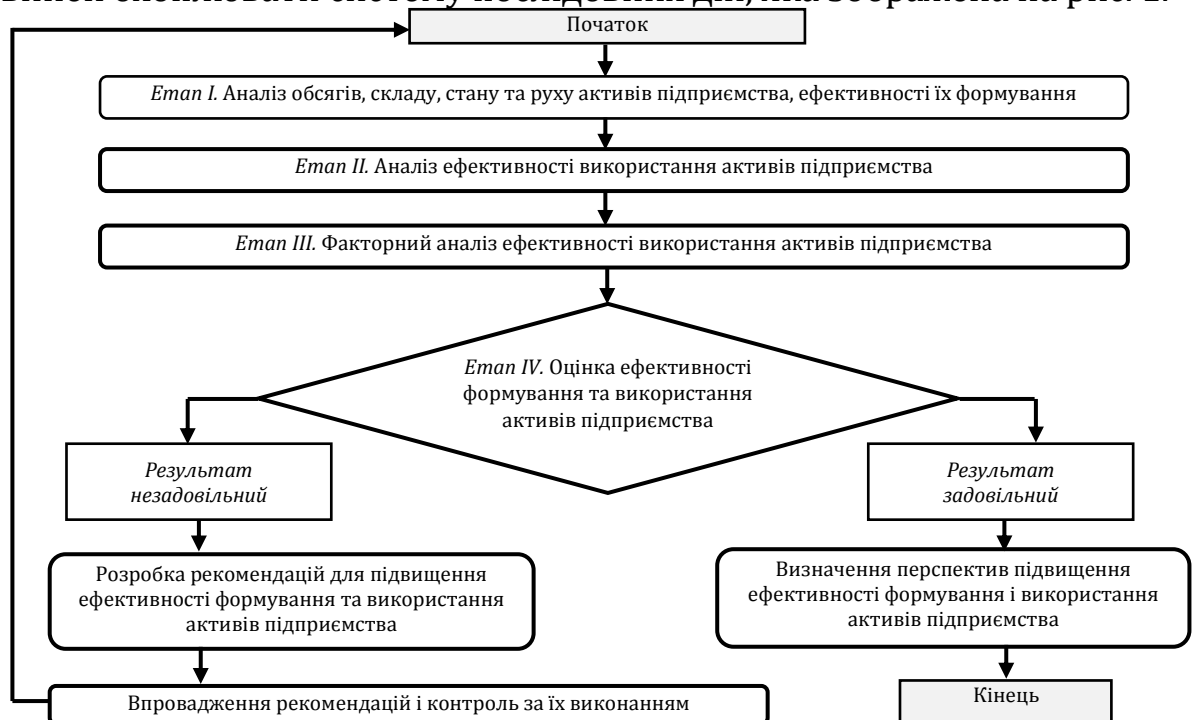 Початок
Етап I. Аналіз обсягів, складу, стану та руху активів підприємства, ефективності їх формування
Етап II. Аналіз ефективності використання активів підприємства
Етап III. Факторний аналіз ефективності використання активів підприємства
Етап IV. Оцінка ефективності
формування та використання
активів підприємства
Результат
незадовільний
Результат
задовільний
Розробка рекомендацій для підвищення
ефективності формування та використання
активів підприємства
Визначення перспектив підвищення
ефективності формування і використання
активів підприємства
Впровадження рекомендацій і контроль за їх виконанням
Кінець